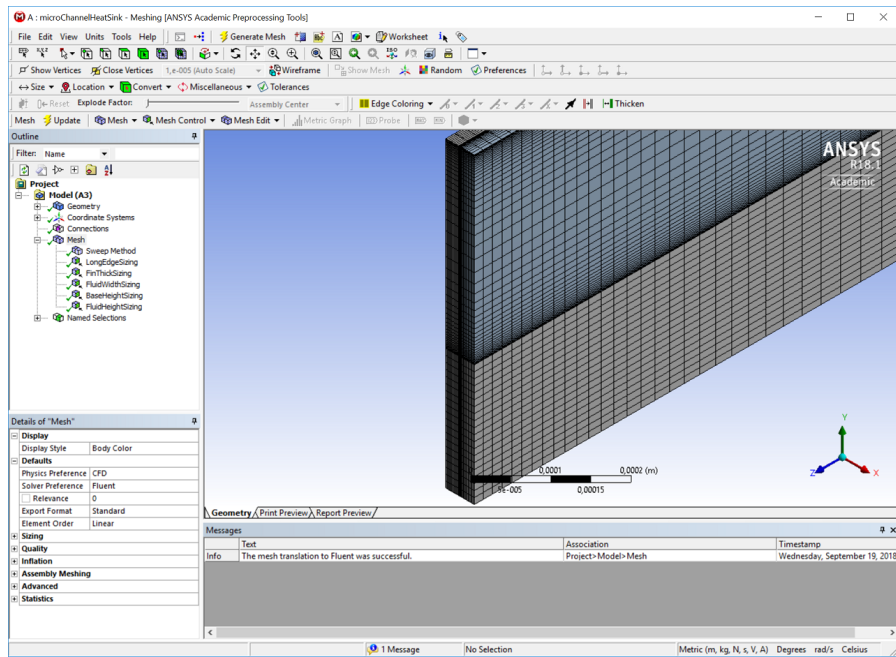 A : microChannelHeatSink - Meshing [ANSYS Academic Preprocessing Tools]
File Edit View Units Tools Help Generate Mesh A Worksheet
ISO
Show Vertices Close Vertices 1,e-005 (Auto Scale) Wireframe Show Mesh Random Preferences
Size Location Convert Miscellaneous Tolerances
Reset Explode Factor: Assembly Center Edge Coloring Thicken
Mesh Update Mesh Mesh Control Mesh Edit Metric Graph Probe
Outline
Filter: Name
Project
Model (A3)
Geometry
Coordinate Systems
Connections
Mesh
Sweep Method
LongEdgeSizing
FinThickSizing
FluidWidthSizing
BaseHeightSizing
FluidHeightSizing
Named Selections
Details of "Mesh"
Display
Display Style Body Color
Defaults
Physics Preference CFD
Solver Preference Fluent
Relevance 0
Export Format Standard
Element Order Linear
Sizing
Quality
Inflation
Assembly Meshing
Advanced
Statistics
ANSYS
R18.1
Academic
0,0001 0,0002 (m)
5e-005 0,00015
Y
Z X
Geometry Print Preview Report Preview
Messages
Text Association Timestamp
Info The mesh translation to Fluent was successful. Project>Model>Mesh Wednesday, September 19, 2018
1 Message No Selection Metric (m, kg, N, s, V, A) Degrees rad/s Celsius